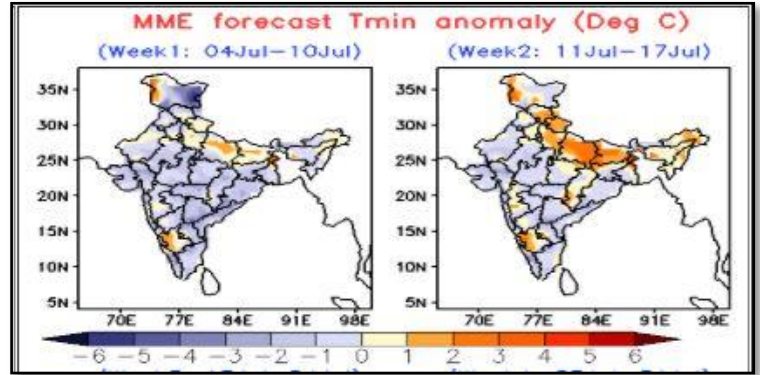 MME forecast Tmin anomaly (Deg C)
(Week1: 04Jul-10Jul) (Week2: 11Jul-17Jul)
35N 35N
30N 30N
25N 25N
20N 20N
15N 15N
10N 10N
5N 5N
70E 77E 84E 91E 98E 70E 77E 84E 91E 98E
-6 -5 -4 -3 -2 -1 0 1 2 3 4 5 6